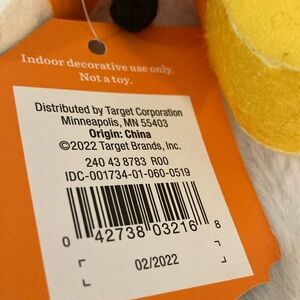 Indoor decorative use only.
Not a toy.
Distributed by Target Corporation
Minneapolis, MN 55403
Origin: China
©2022 Target Brands, Inc.
240 43 8783 R00
IDC-001734-01-060-0519
0 42738 03216 8
02/2022